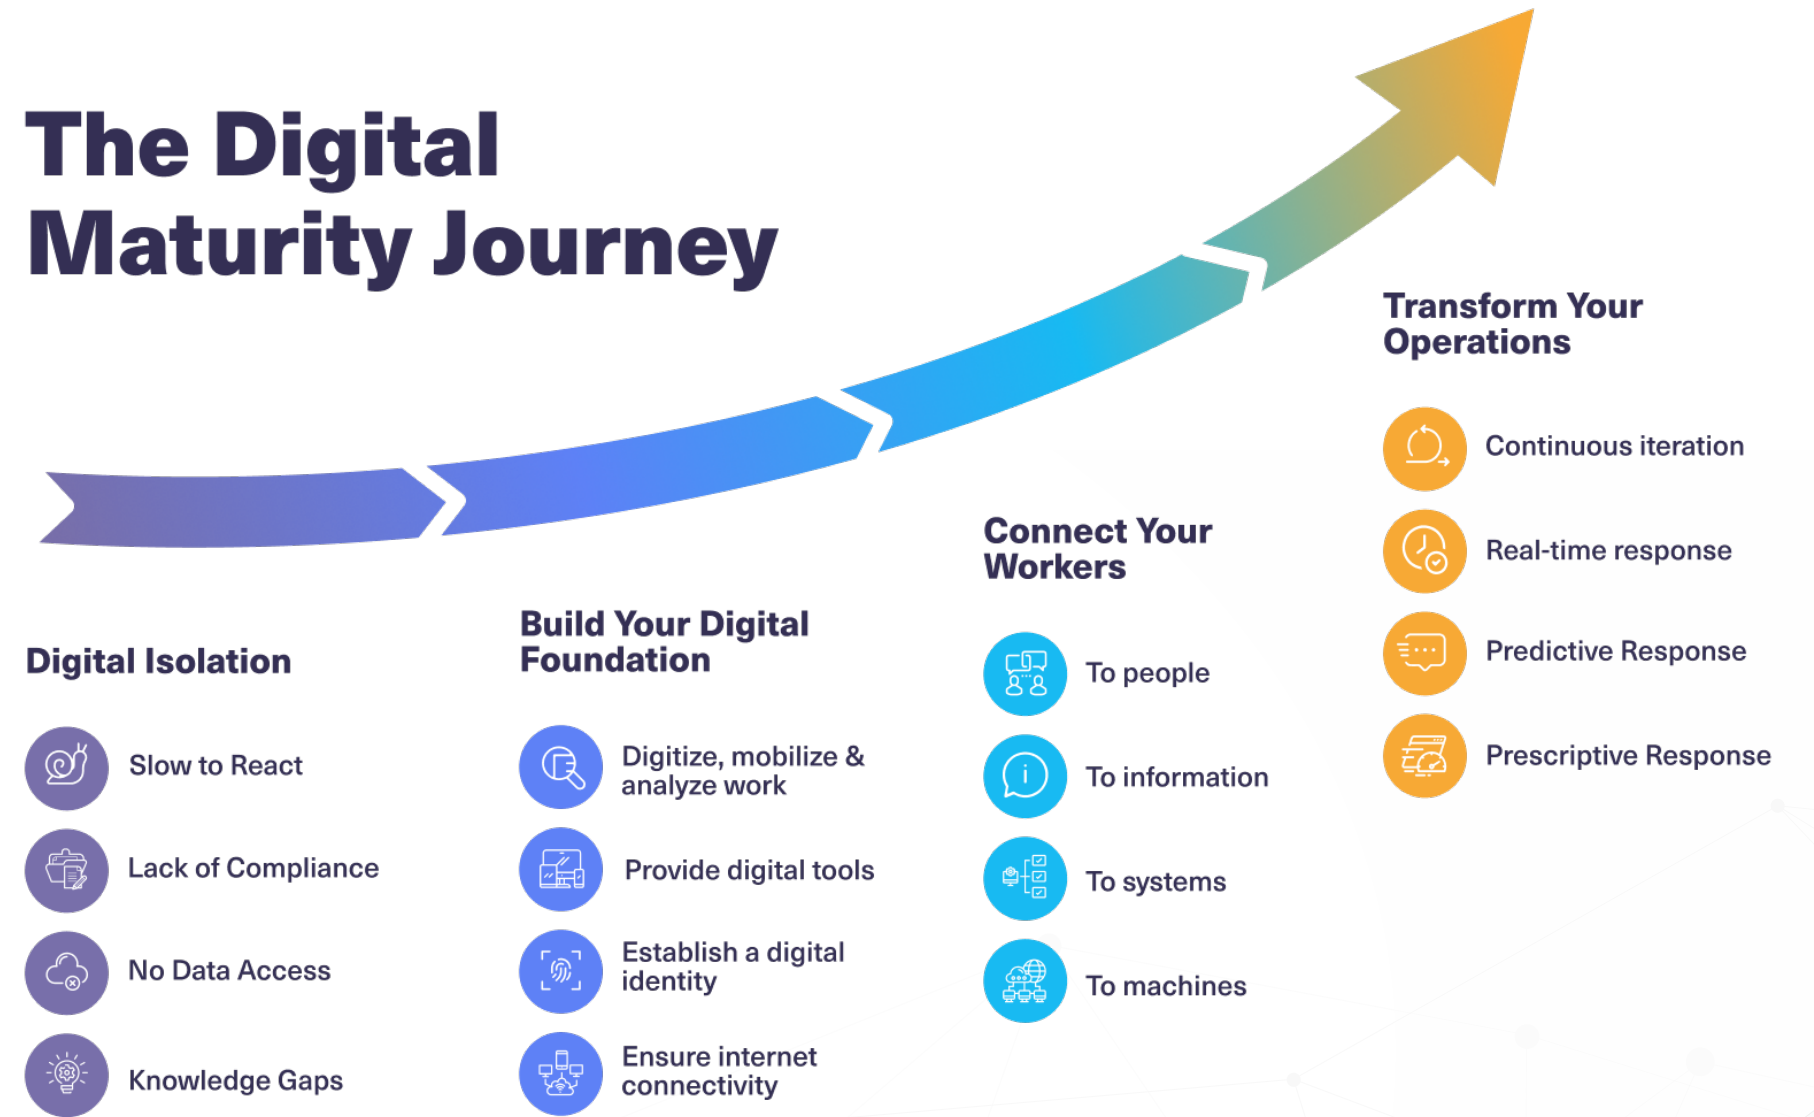 The Digital
Maturity Journey
Digital Isolation
Slow to React
Lack of Compliance
No Data Access
Knowledge Gaps
Build Your Digital
Foundation
Digitize, mobilize &
analyze work
Provide digital tools
Establish a digital
identity
Ensure internet
connectivity
Connect Your
Workers
To people
To information
To systems
To machines
Transform Your
Operations
Continuous iteration
Real-time response
Predictive Response
Prescriptive Response